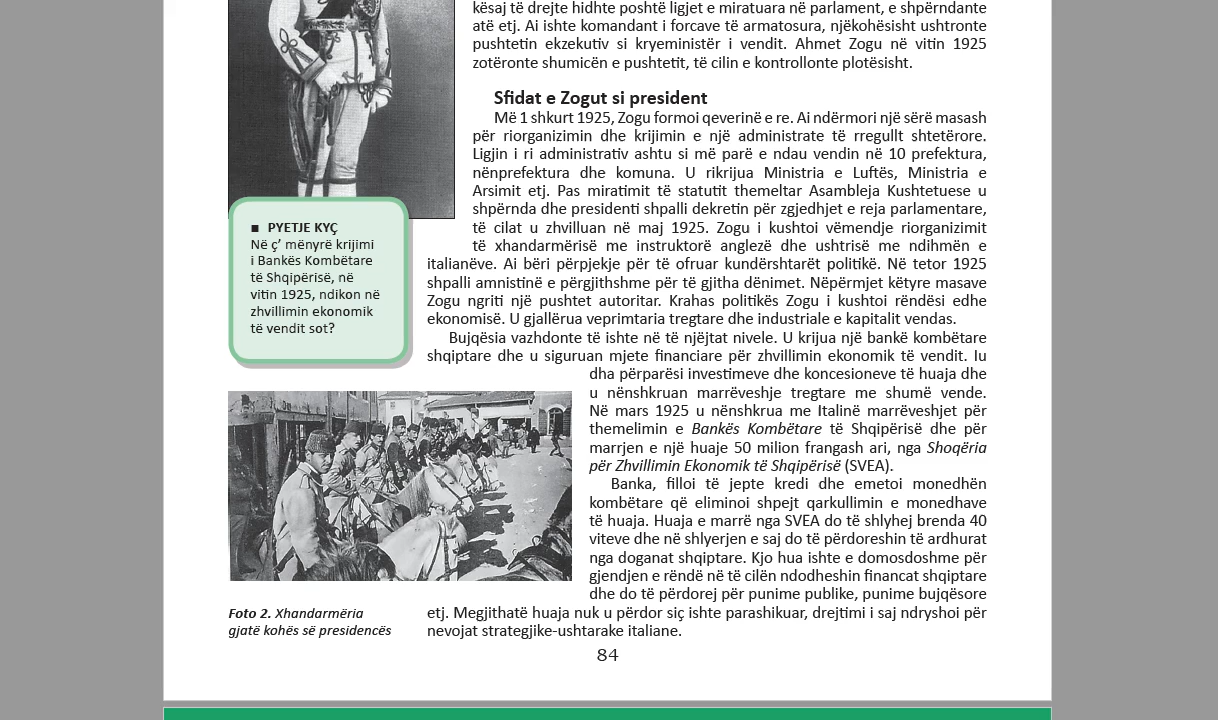 kësaj të drejte hidhte poshtë ligjet e miratuara në parlament, e shpërndante
atë etj. Ai ishte komandant i forcave të armatosura, njëkohësisht ushtronte
pushtetin ekzekutiv si kryeministër i vendit. Ahmet Zogu në vitin 1925
zotëronte shumicën e pushtetit, të cilin e kontrollonte plotësisht.
Sfidat e Zogut si president
Më 1 shkurt 1925, Zogu formoi qeverinë e re. Ai ndërmori një sërë masash
për riorganizimin dhe krijimin e një administrate të rregullt shtetërore.
Ligjin i ri administrativ ashtu si më parë e ndau vendin në 10 prefektura,
nënprefektura dhe komuna. U rikrijua Ministria e Luftës, Ministria e
Arsimit etj. Pas miratimit të statutit themeltar Asambleja Kushtetuese u
shpërnda dhe presidenti shpalli dekretin për zgjedhjet e reja parlamentare,
të cilat u zhvilluan në maj 1925. Zogu i kushtoi vëmendje riorganizimit
të xhandarmërisë me instruktorë anglezë dhe ushtrisë me ndihmën e
italianëve. Ai bëri përpjekje për të ofruar kundërshtarët politikë. Në tetor 1925
shpalli amnistinë e përgjithshme për të gjitha dënimet. Nëpërmjet këtyre masave
Zogu ngriti një pushtet autoritar. Krahas politikës Zogu i kushtoi rëndësi edhe
ekonomisë. U gjallërua veprimtaria tregtare dhe industriale e kapitalit vendas.
Bujqësia vazhdonte të ishte në të njëjtat nivele. U krijua një bankë kombëtare
shqiptare dhe u siguruan mjete financiare për zhvillimin ekonomik të vendit. Iu
dha përparësi investimeve dhe koncesioneve të huaja dhe
u nënshkruan marrëveshje tregtare me shumë vende.
Në mars 1925 u nënshkrua me Italinë marrëveshjet për
themelimin e Bankës Kombëtare të Shqipërisë dhe për
marrjen e një huaje 50 milion frangash ari, nga Shoqëria
për Zhvillimin Ekonomik të Shqipërisë (SVEA).
Banka, filloi të jepte kredi dhe emetoi monedhën
kombëtare që eliminoi shpejt qarkullimin e monedhave
të huaja. Huaja e marrë nga SVEA do të shlyhej brenda 40
viteve dhe në shlyerjen e saj do të përdoreshin të ardhurat
nga doganat shqiptare. Kjo hua ishte e domosdoshme për
gjendjen e rëndë në të cilën ndodheshin financat shqiptare
dhe do të përdorej për punime publike, punime bujqësore
etj. Megjithatë huaja nuk u përdor siç ishte parashikuar, drejtimi i saj ndryshoi për
nevojat strategjike-ushtarake italiane.
■ PYETJE KYÇ
Në ç’ mënyrë krijimi
i Bankës Kombëtare
të Shqipërisë, në
vitin 1925, ndikon në
zhvillimin ekonomik
të vendit sot?
Foto 2. Xhandarmëria
gjatë kohës së presidencës
84